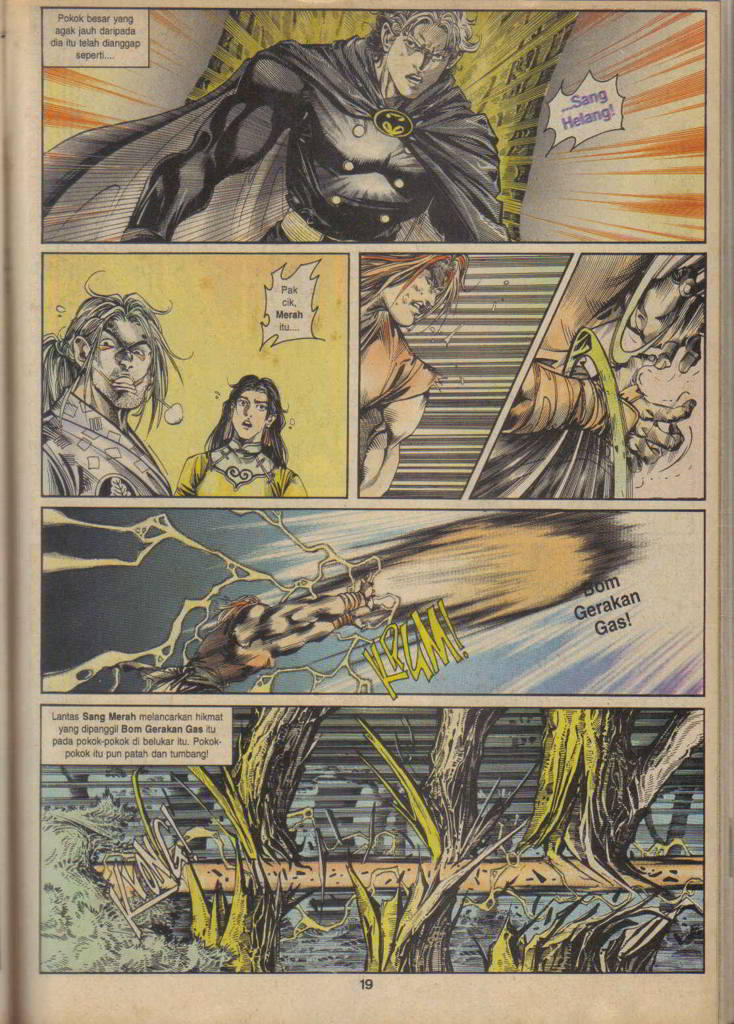 Pokok besar yang
agak jauh daripada
dia itu telah dianggap
seperti....
...Sang
Helang!
Pak
cik,
Merah
itu....
Bom
Gerakan
Gas!
KRUM!
Lantas Sang Merah melancarkan hikmat
yang dipanggil Bom Gerakan Gas itu
pada pokok-pokok di belukar itu. Pokok-
pokok itu pun patah dan tumbang!
19